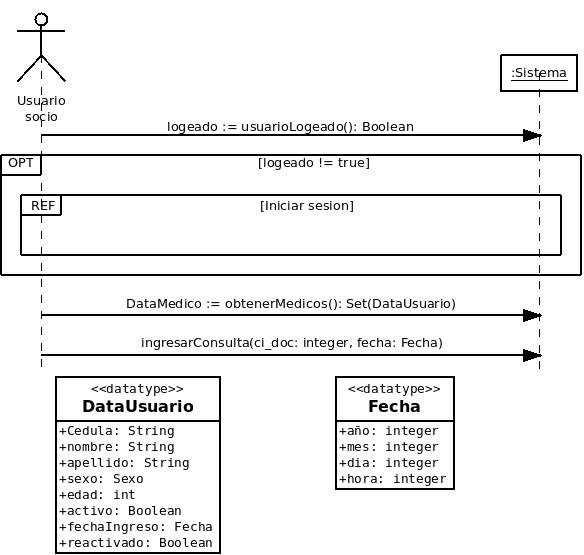 Usuario
socio
:Sistema
logeado := usuarioLogeado(): Boolean
OPT
[logeado != true]
REF
[Iniciar sesion]
DataMedico := obtenerMedicos(): Set(DataUsuario)
ingresarConsulta(ci_doc: integer, fecha: Fecha)
<<datatype>>
DataUsuario
+Cedula: String
+nombre: String
+apellido: String
+sexo: Sexo
+edad: int
+activo: Boolean
+fechaIngreso: Fecha
+reactivado: Boolean
<<datatype>>
Fecha
+año: integer
+mes: integer
+dia: integer
+hora: integer